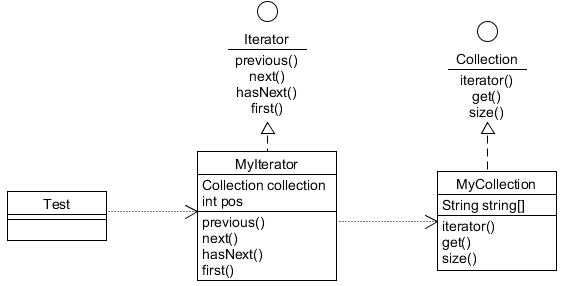 Iterator
previous()
next()
hasNext()
first()
Collection
iterator()
get()
size()
MyIterator
Collection collection
int pos
previous()
next()
hasNext()
first()
MyCollection
String string[]
iterator()
get()
size()
Test